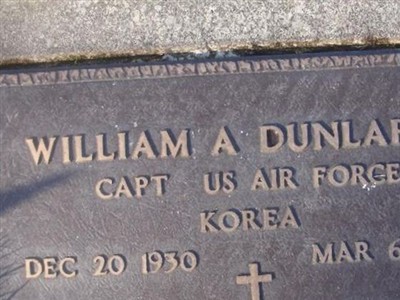 WILLIAM A DUNLAP
CAPT US AIR FORCE
KOREA
DEC 20 1930 MAR 6